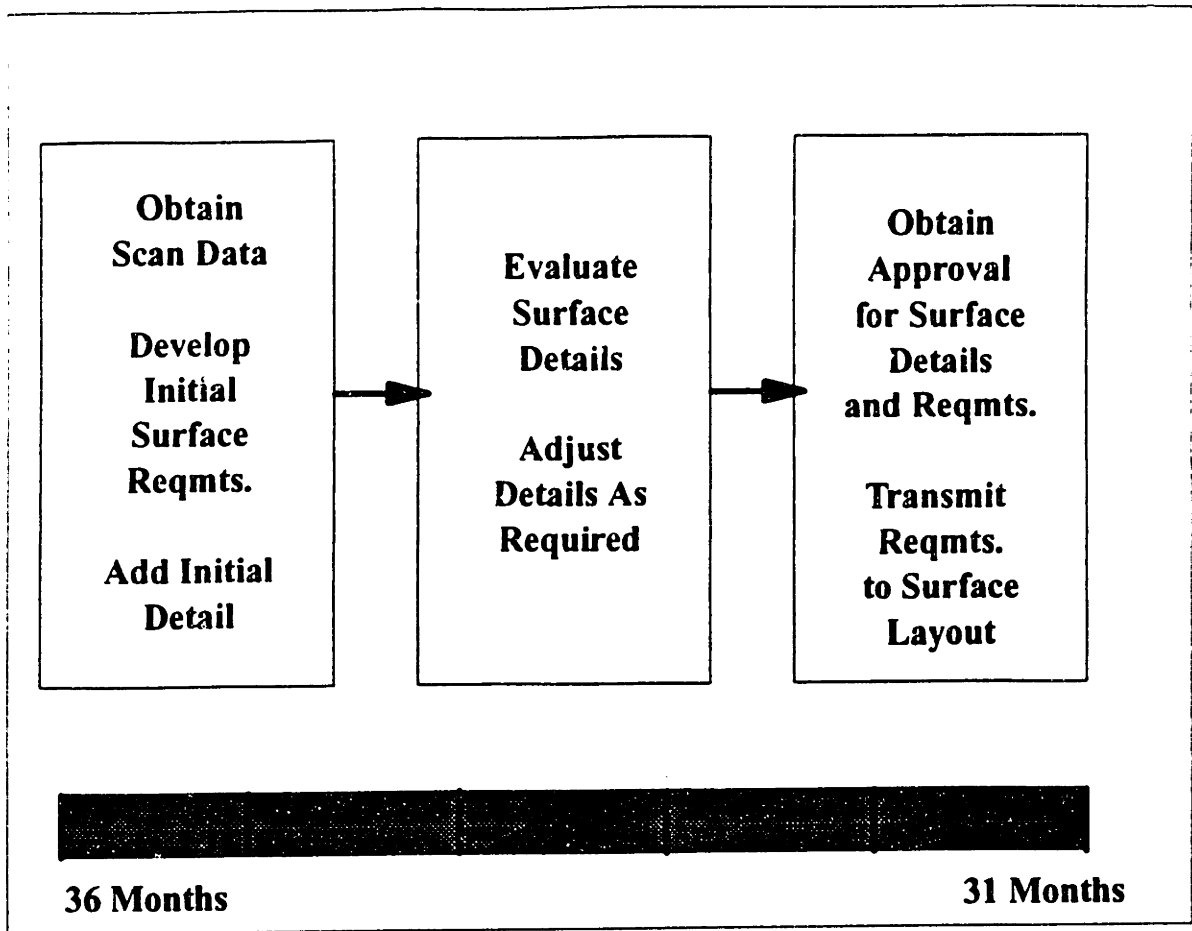 Obtain
Scan Data
Develop
Initial
Surface
Reqmts.
Add Initial
Detail
Evaluate
Surface
Details
Adjust
Details As
Required
Obtain
Approval
for Surface
Details
and Reqmts.
Transmit
Reqmts.
to Surface
Layout
36 Months
31 Months